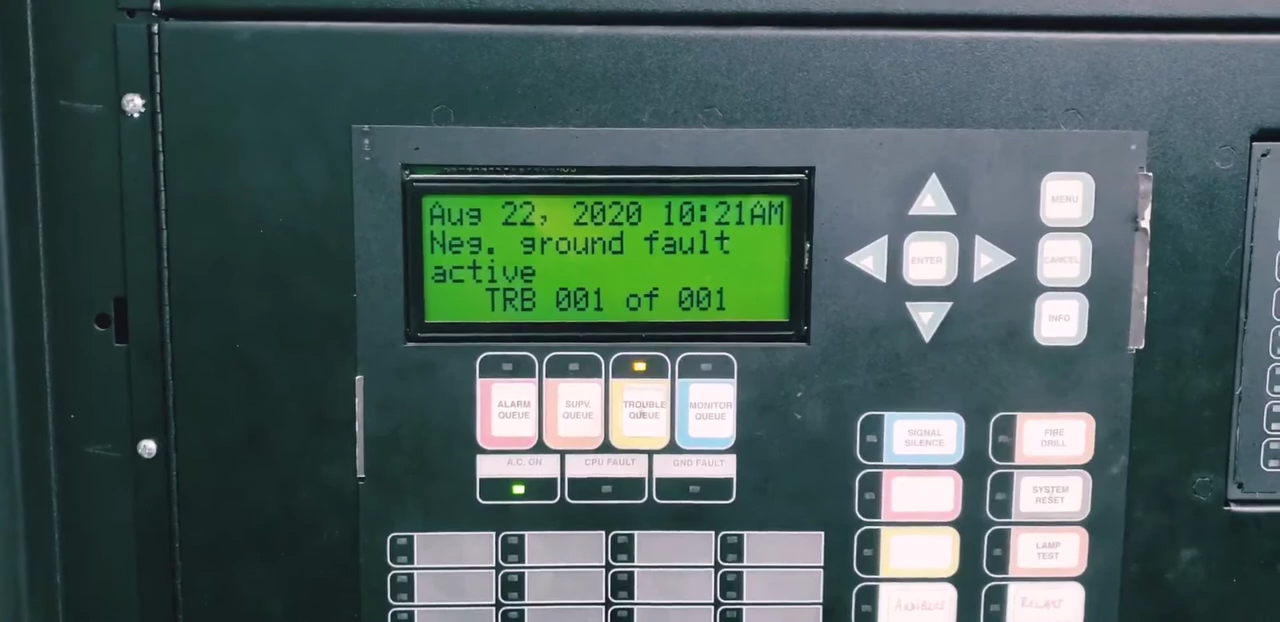 Aug 22, 2020 10:21AM
Neg. ground fault
active
TRB 001 of 001
MENU
ENTER
CANCEL
INFO
ALARM
QUEUE
SUPV.
QUEUE
TROUBLE
QUEUE
MONITOR
QUEUE
A.C. ON
CPU FAULT
GND FAULT
SIGNAL
SILENCE
FIRE
DRILL
SYSTEM
RESET
LAMP
TEST
AUDIBLES
RELAYS